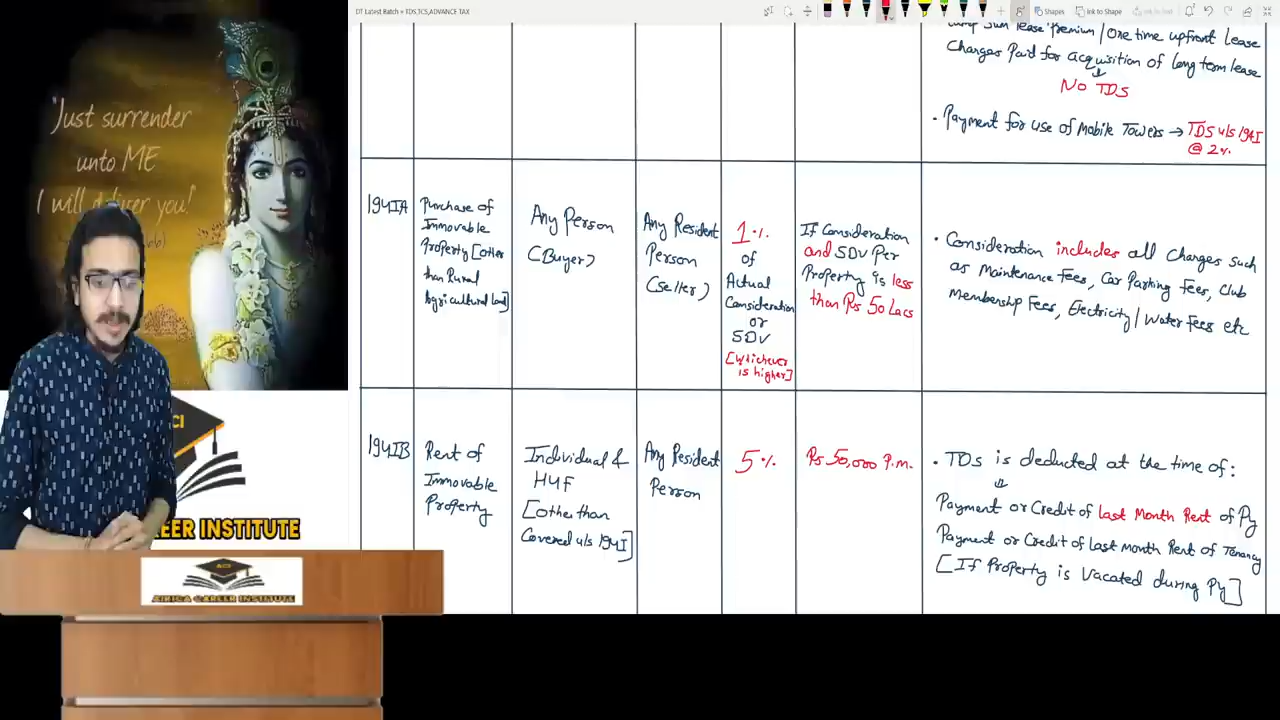 DT Latest Batch » TDS,TCS,ADVANCE TAX
Shapes
Ink to Shape
"Just surrender
unto ME
I will deliver you!"
EER INSTITUTE
Lump Sum lease Premium / One time upfront Lease
Charges Paid for acquisition of long term lease
No TDS
• Payment for use of Mobile Towers → TDS u/s 194I
@ 2%
194IA
Purchase of
Immovable
Property [other
than Rural
Agricultural land]
Any Person
(Buyer)
Any Resident
Person
(Seller)
1%
of
Actual
Consideration
or
SDV
[Whichever
is higher]
If Consideration
and SDV Per
Property is less
than Rs 50 Lacs
• Consideration includes all charges such
as Maintenance Fees, Car Parking Fees, Club
Membership Fees, Electricity / Water Fees etc
194IB
Rent of
Immovable
Property
Individual &
HUF
[other than
Covered u/s 194I]
Any Resident
Person
5%
Rs 50,000 P.m.
• TDS is deducted at the time of:
Payment or Credit of last Month Rent of Py
Payment or Credit of last month Rent of Tenancy
[If Property is Vacated during Py]
CAREER INSTITUTE